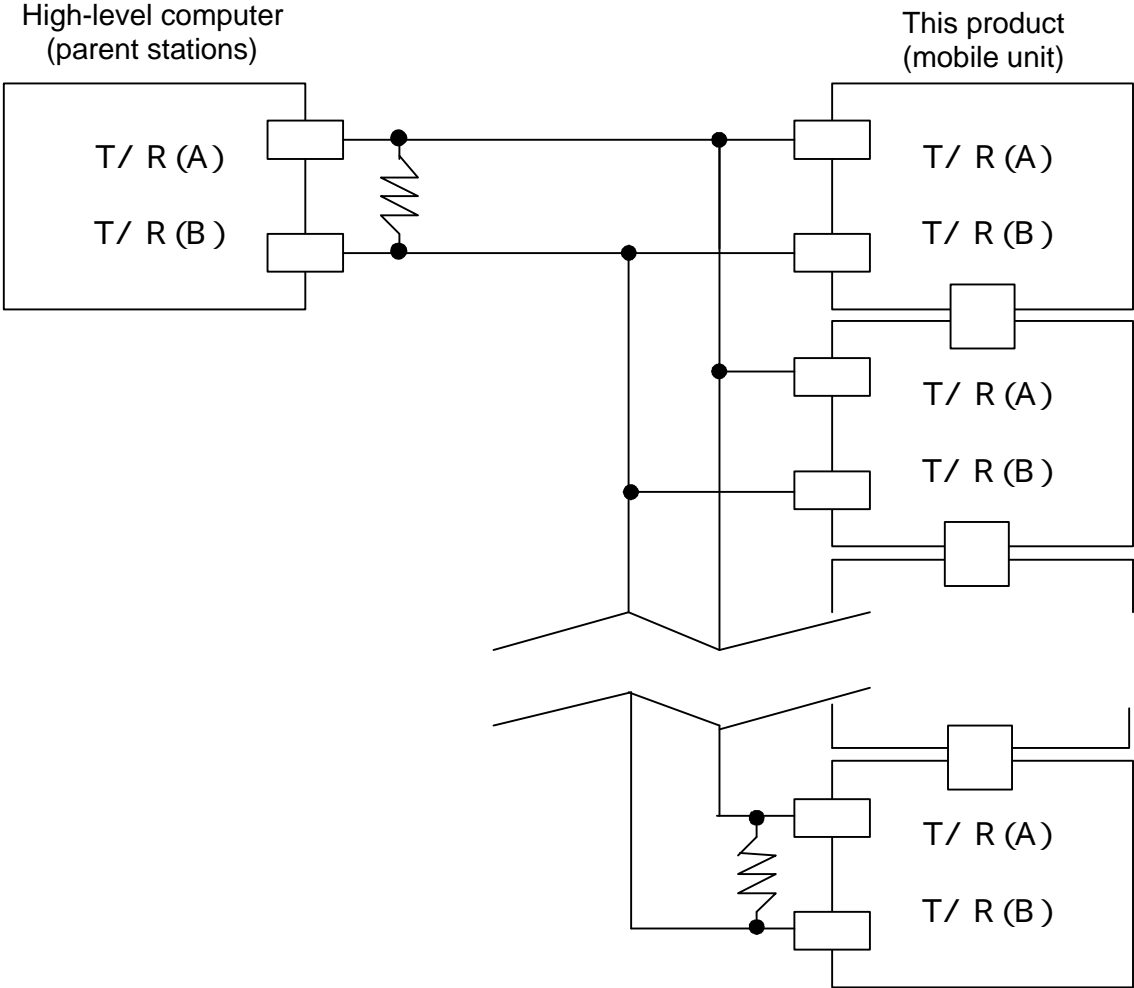 High-level computer
(parent stations)
This product
(mobile unit)
T/ R (A)
T/ R (B)
T/ R (A)
T/ R (B)
T/ R (A)
T/ R (B)
T/ R (A)
T/ R (B)